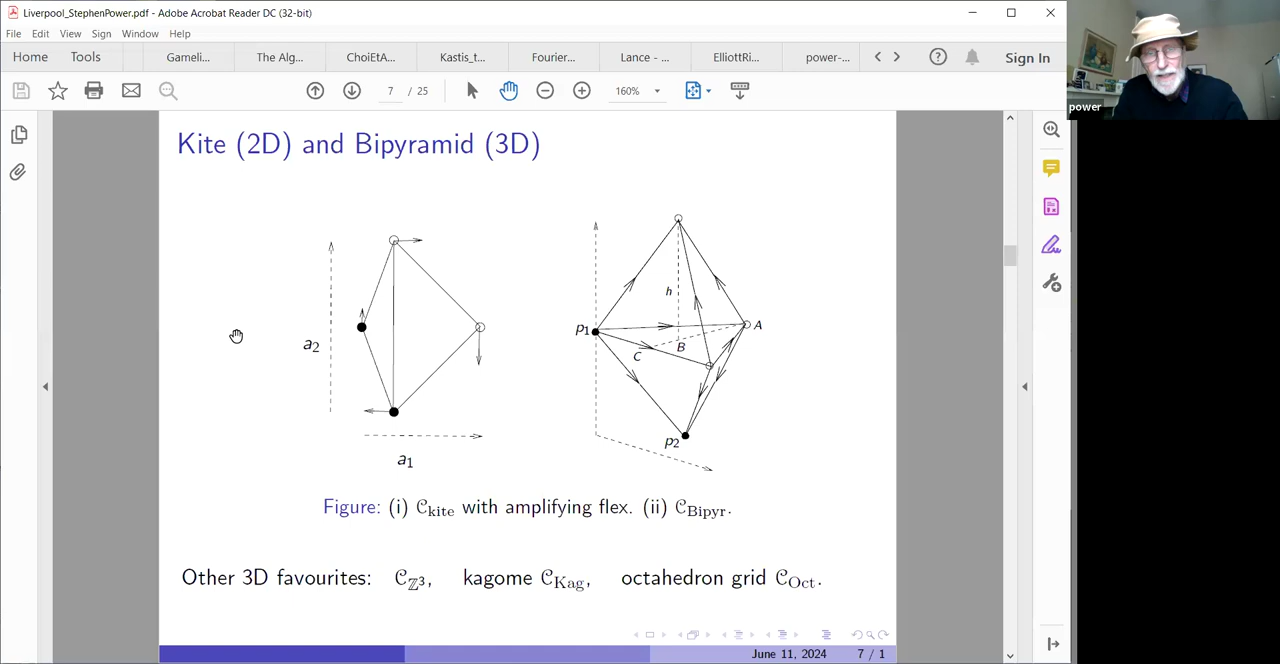 Liverpool_StephenPower.pdf - Adobe Acrobat Reader DC (32-bit)
File Edit View Sign Window Help
Home Tools Gameli... The Alg... ChoiEtA... Kastis_t... Fourier... Lance - ... ElliottRi... power-... Sign In
7 / 25 160%
power
Kite (2D) and Bipyramid (3D)
a₂
a₁
h
p₁
A
B
C
p₂
Figure: (i) 𝒞kite with amplifying flex. (ii) 𝒞Bipyr.
Other 3D favourites: 𝒞ℤ³, kagome 𝒞Kag, octahedron grid 𝒞Oct.
June 11, 2024 7 / 1